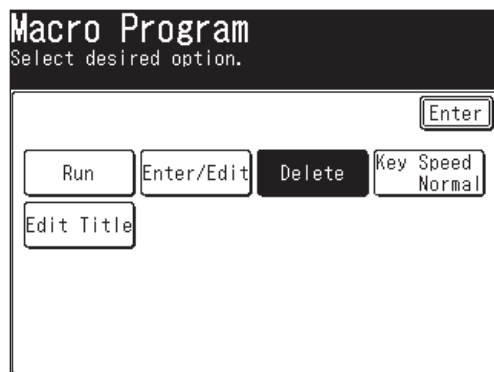 Macro Program
Select desired option.
Enter
Run Enter/Edit Delete Key Speed
Normal
Edit Title